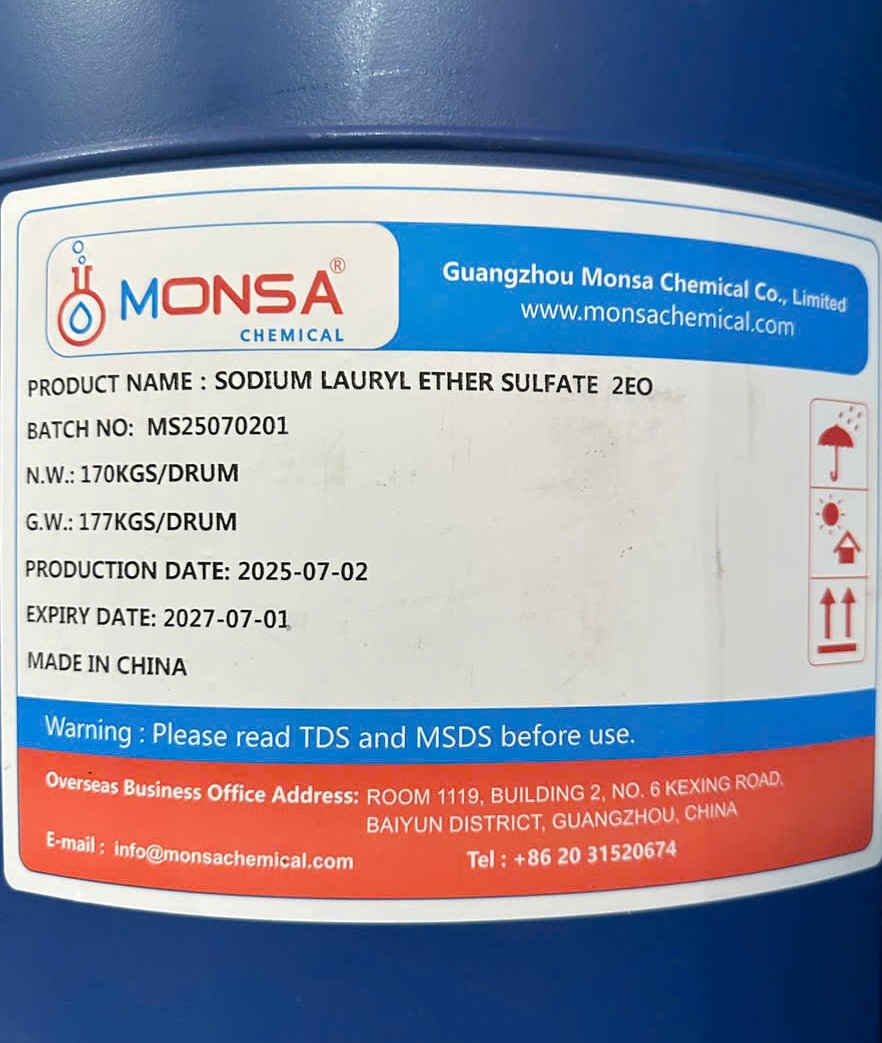 MONSA®
CHEMICAL
Guangzhou Monsa Chemical Co., Limited
www.monsachemical.com
PRODUCT NAME : SODIUM LAURYL ETHER SULFATE 2EO
BATCH NO: MS25070201
N.W.: 170KGS/DRUM
G.W.: 177KGS/DRUM
PRODUCTION DATE: 2025-07-02
EXPIRY DATE: 2027-07-01
MADE IN CHINA
Warning : Please read TDS and MSDS before use.
Overseas Business Office Address: ROOM 1119, BUILDING 2, NO. 6 KEXING ROAD,
BAIYUN DISTRICT, GUANGZHOU, CHINA
E-mail : info@monsachemical.com Tel : +86 20 31520674